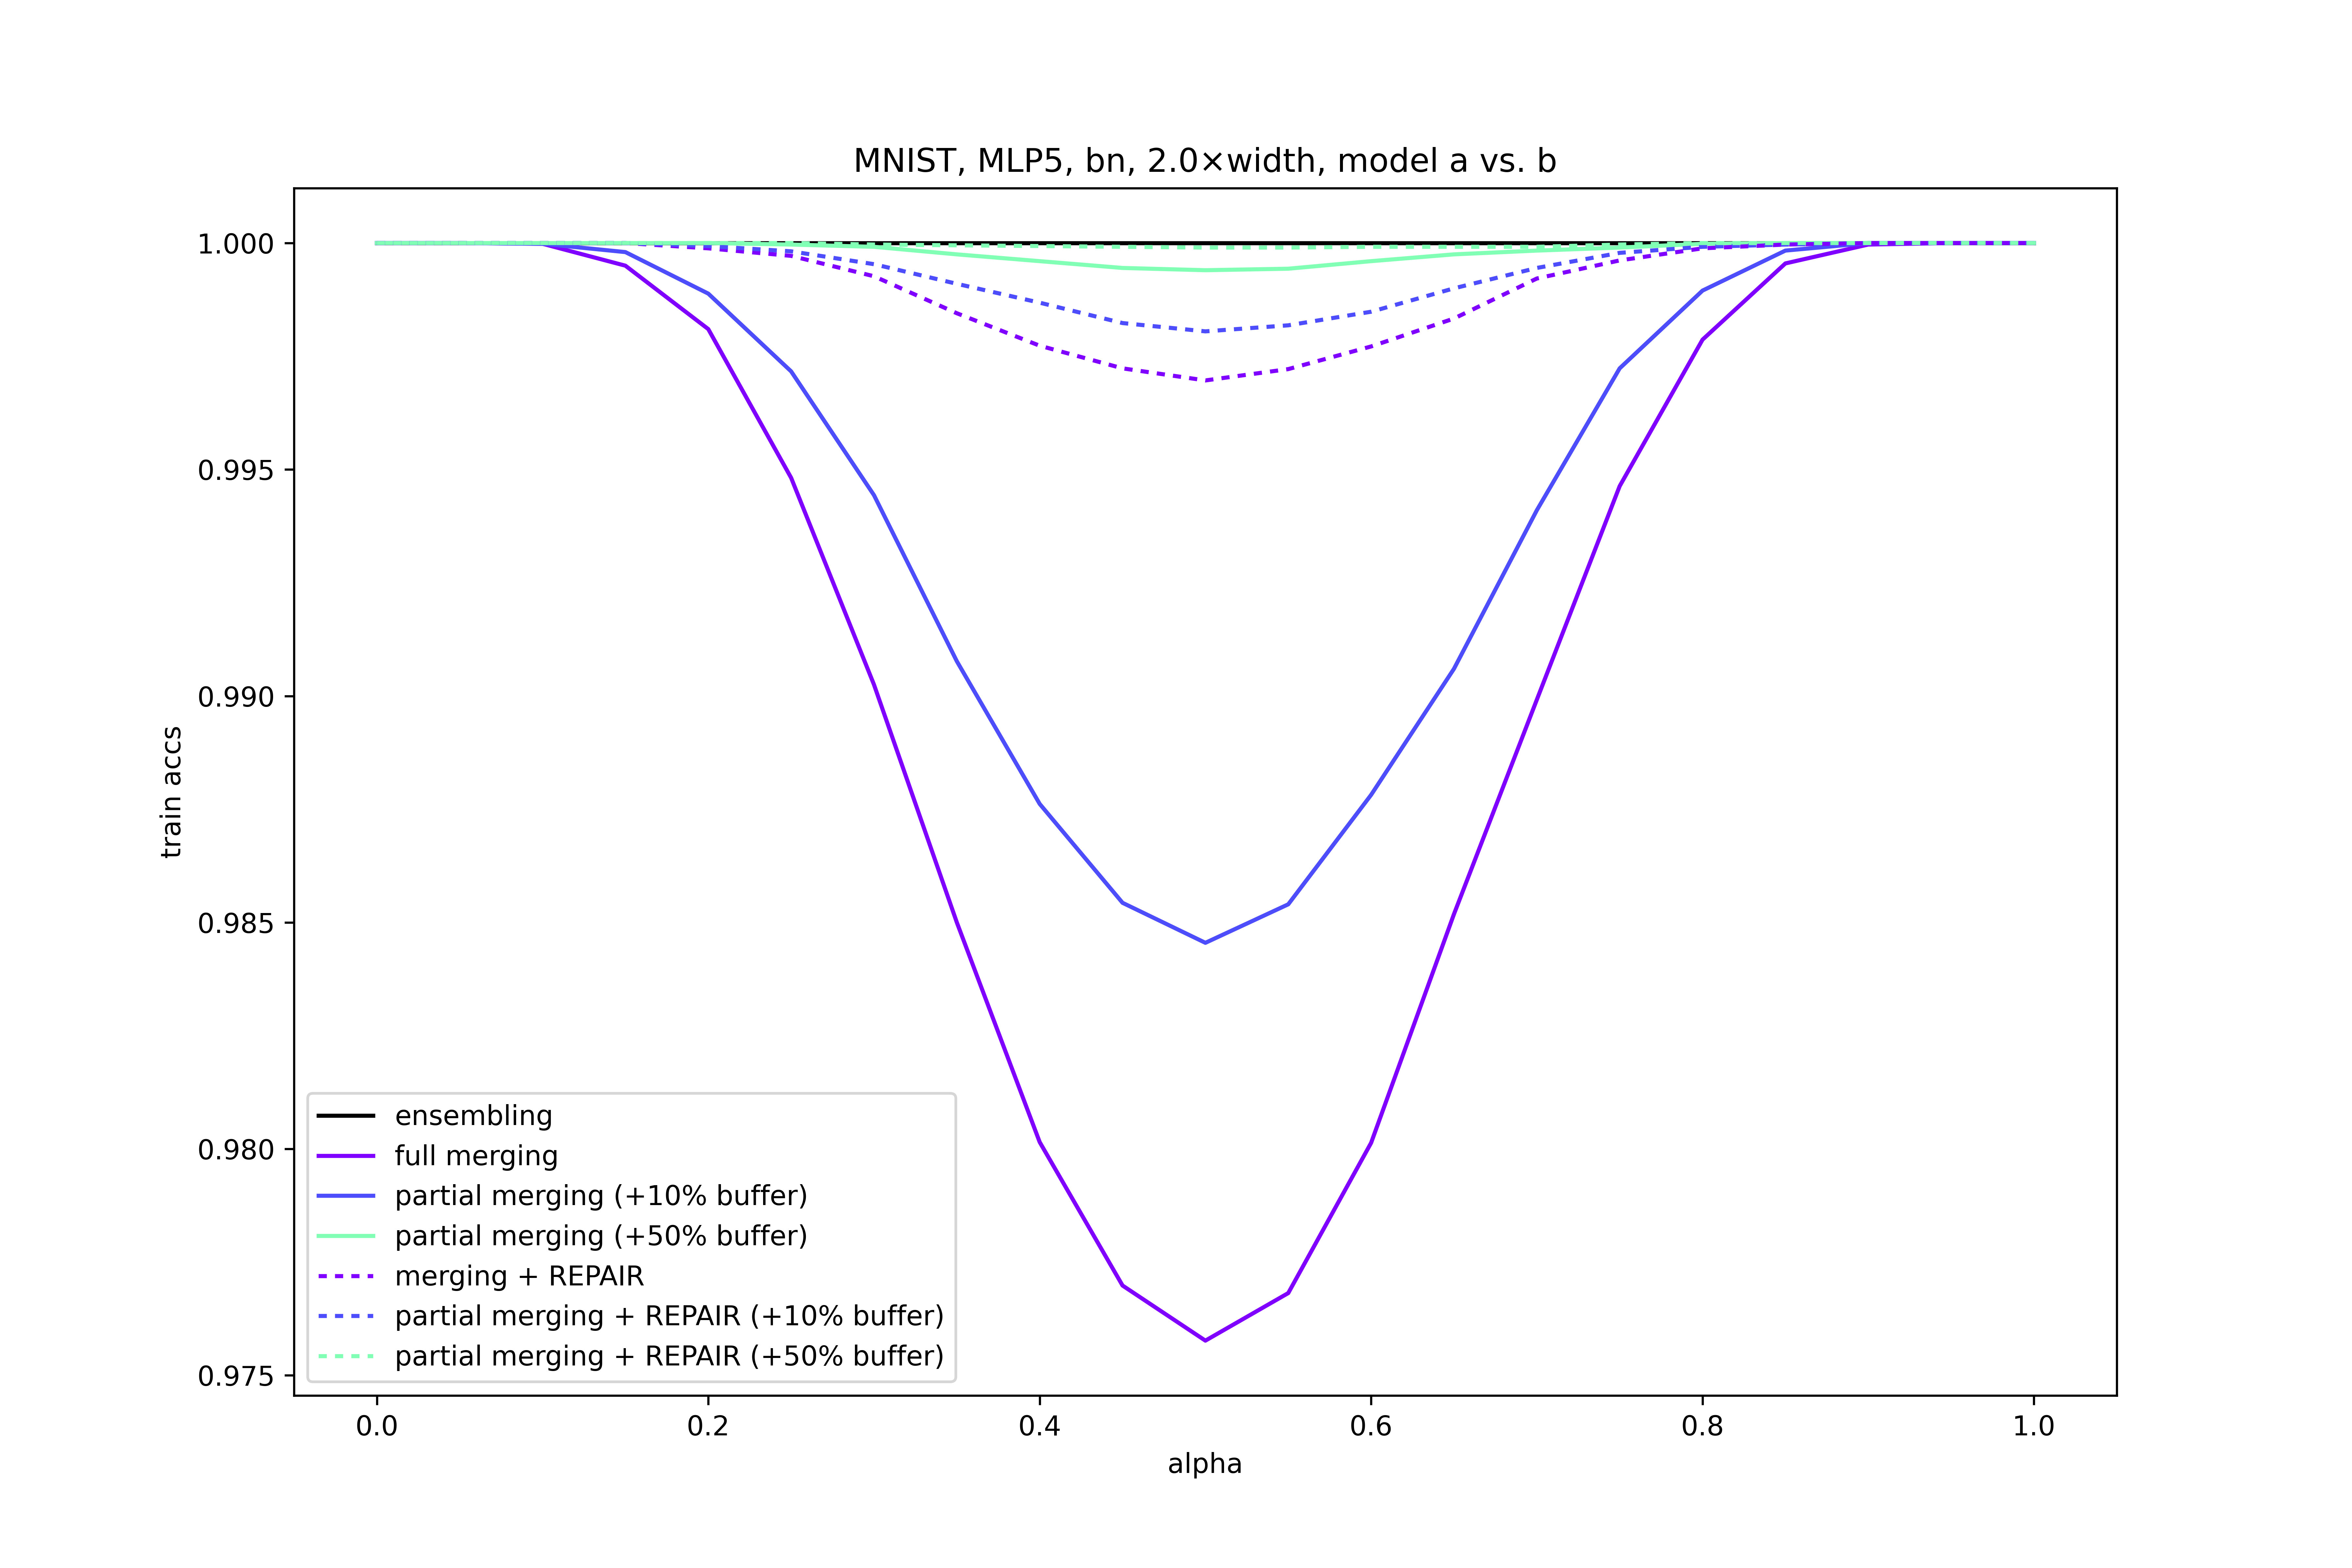 MNIST, MLP5, bn, 2.0×width, model a vs. b
1.000
0.995
0.990
0.985
0.980
0.975
train accs
ensembling
full merging
partial merging (+10% buffer)
partial merging (+50% buffer)
merging + REPAIR
partial merging + REPAIR (+10% buffer)
partial merging + REPAIR (+50% buffer)
0.0 0.2 0.4 0.6 0.8 1.0
alpha